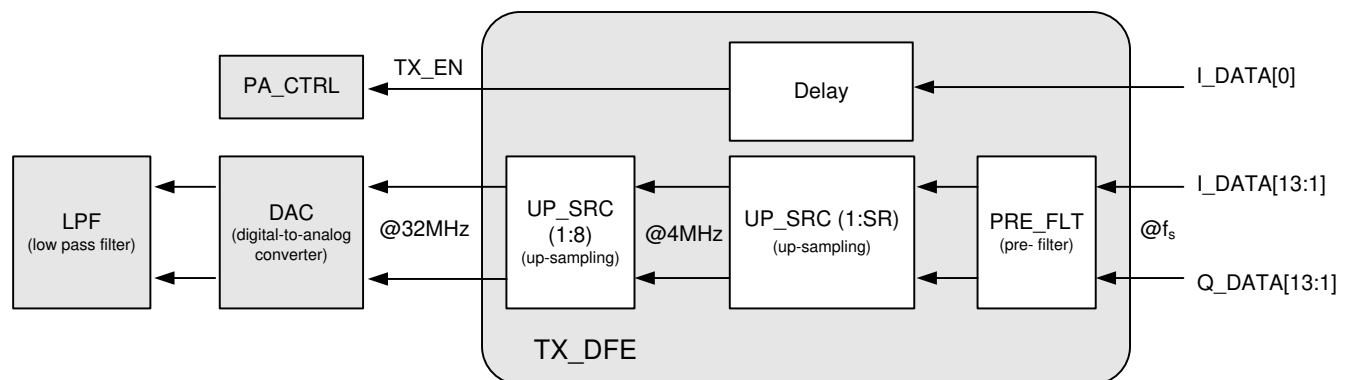 TX_EN
PA_CTRL
Delay
I_DATA[0]
LPF
(low pass filter)
DAC
(digital-to-analog
converter)
@32MHz
UP_SRC
(1:8)
(up-sampling)
@4MHz
UP_SRC (1:SR)
(up-sampling)
PRE_FLT
(pre- filter)
I_DATA[13:1]
@fs
Q_DATA[13:1]
TX_DFE